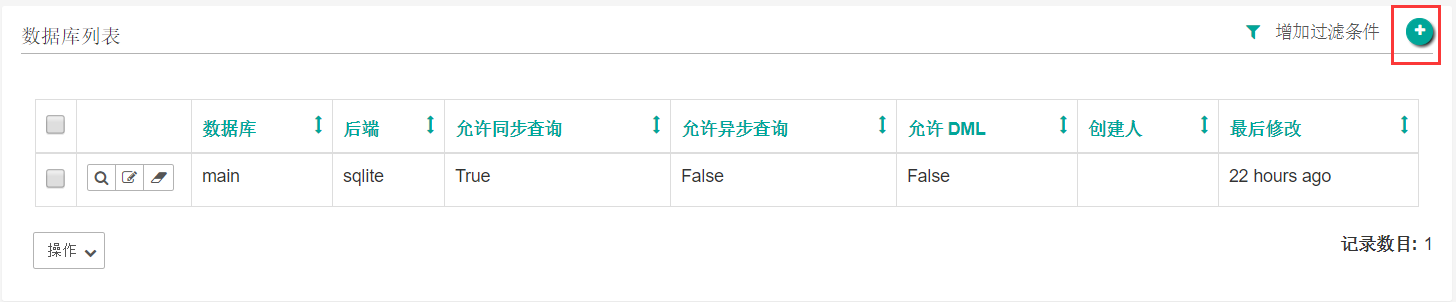 数据库列表 增加过滤条件
数据库 后端 允许同步查询 允许异步查询 允许 DML 创建人 最后修改
main sqlite True False False 22 hours ago
操作 记录数目: 1